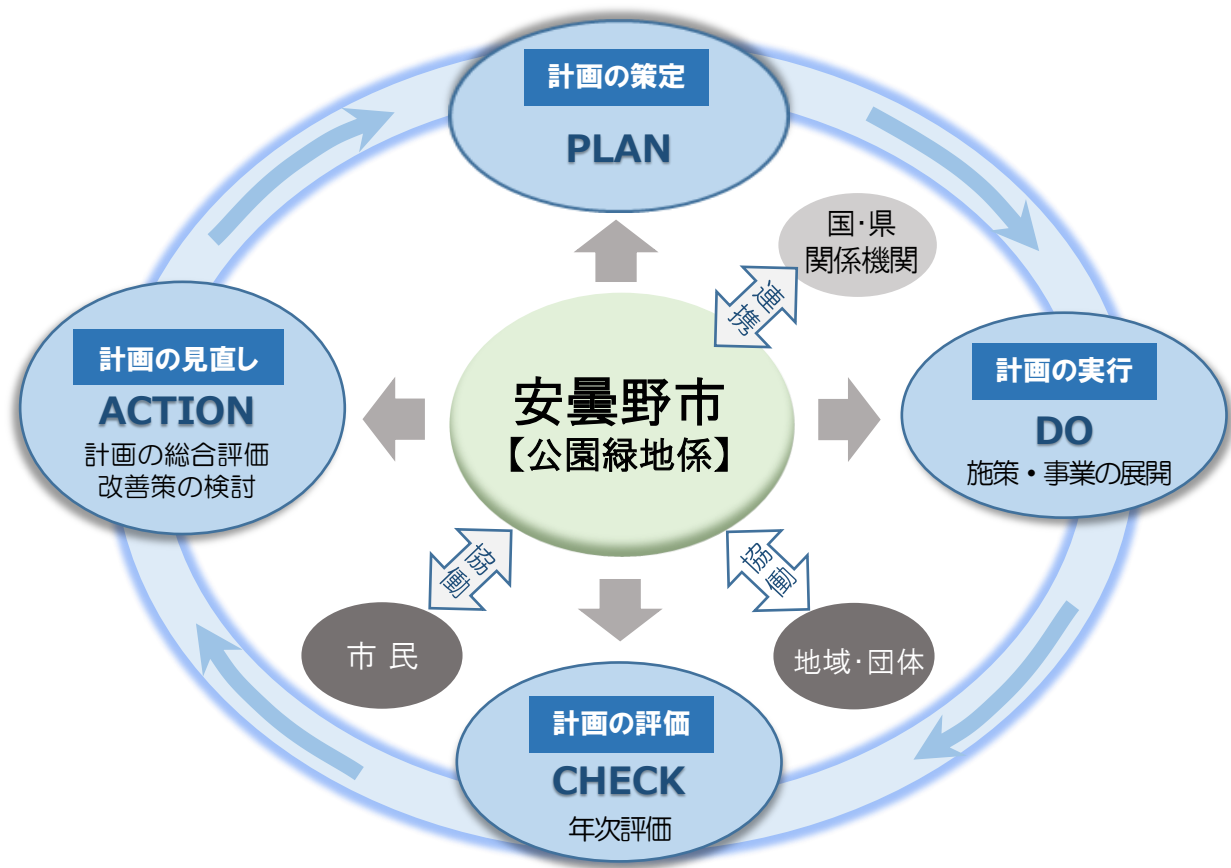 計画の策定
PLAN
国・県
関係機関
連携
計画の見直し
ACTION
計画の総合評価
改善策の検討
安曇野市
【公園緑地係】
計画の実行
DO
施策・事業の展開
協働
協働
市 民
地域・団体
計画の評価
CHECK
年次評価